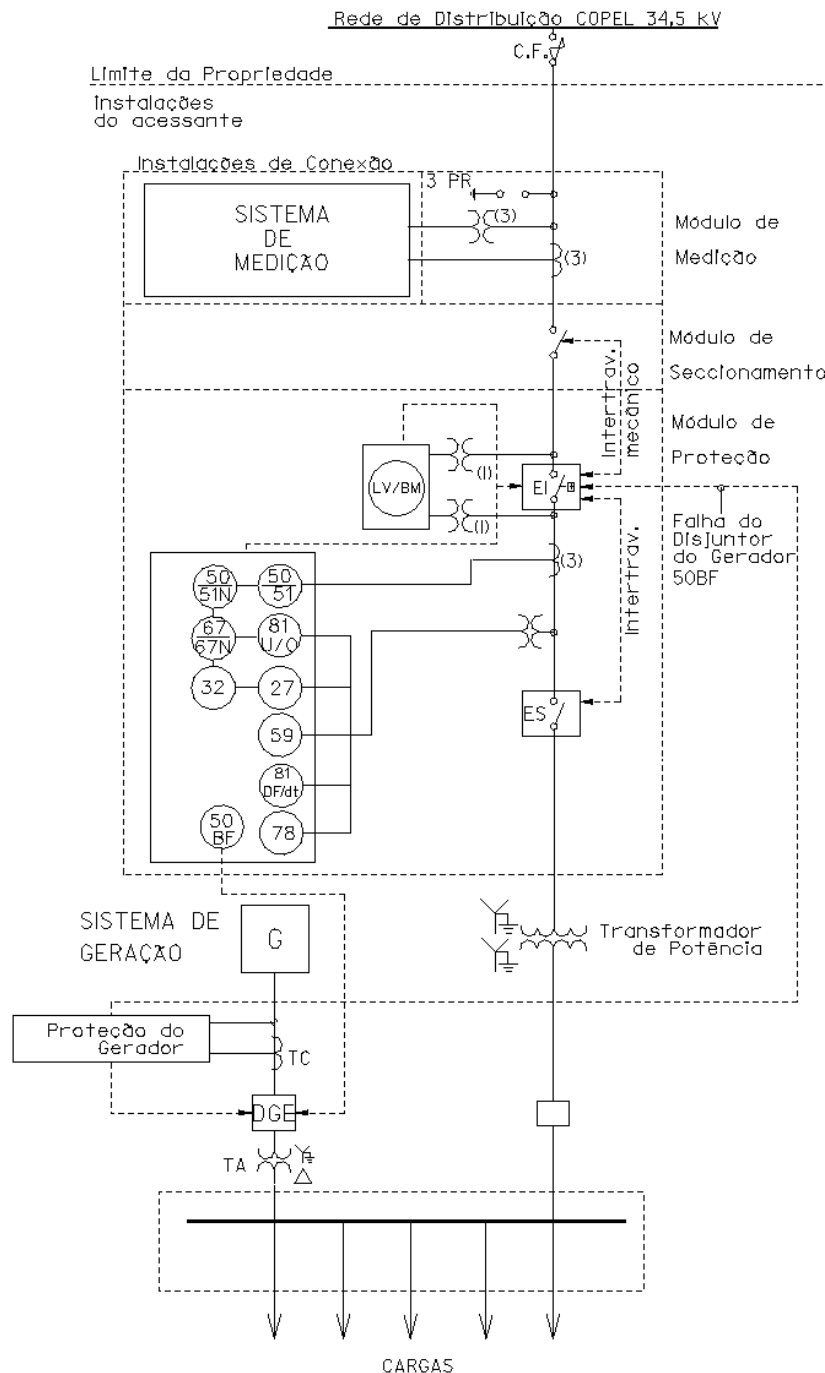 Rede de Distribuição COPEL 34,5 kV
C.F.
Limite da Propriedade
Instalações
do acessante
Instalações de Conexão
3 PR
(3)
SISTEMA
DE
MEDIÇÃO
(3)
Módulo de
Medição
Módulo de
Seccionamento
Intertrav.
mecânico
Módulo de
Proteção
LV/BM
(1)
(1)
EI
Falha do
Disjuntor
do Gerador
50BF
Intertrav.
(3)
50
51N
50
51
67
67N
81
U/O
32
27
59
81
DF/dt
50
BF
78
ES
SISTEMA DE
GERAÇÃO
G
Transformador
de Potência
Proteção do
Gerador
TC
DGE
TA
CARGAS